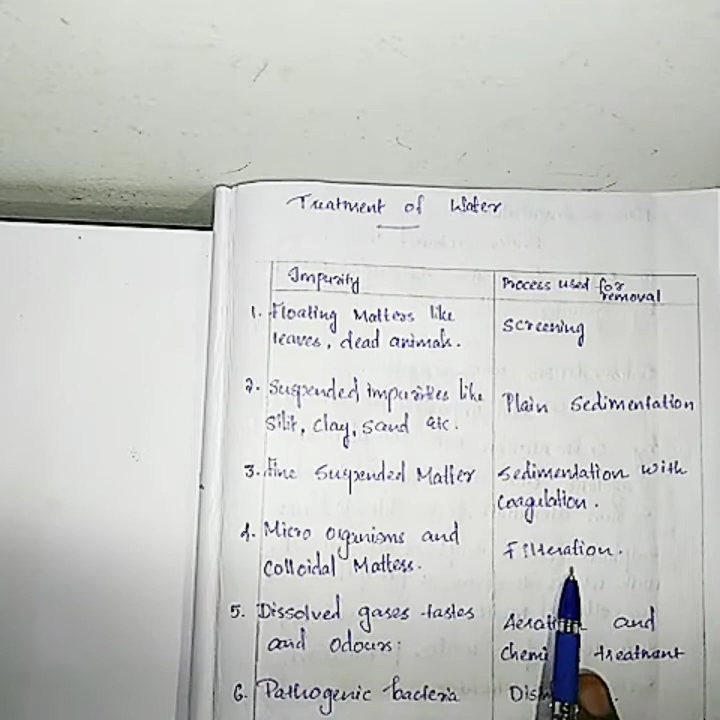 Treatment of Water
Impurity
Process used for removal
1. Floating Matters like
leaves, dead animals.
Screening
2. Suspended impurities like
Silit, clay, sand etc.
Plain Sedimentation
3. Fine Suspended Matter
Sedimentation with
Coagulation.
4. Micro organisms and
Colloidal Matters.
Filteration.
5. Dissolved gases tastes
and odours:
and
treatment
6. Pathogenic bacteria